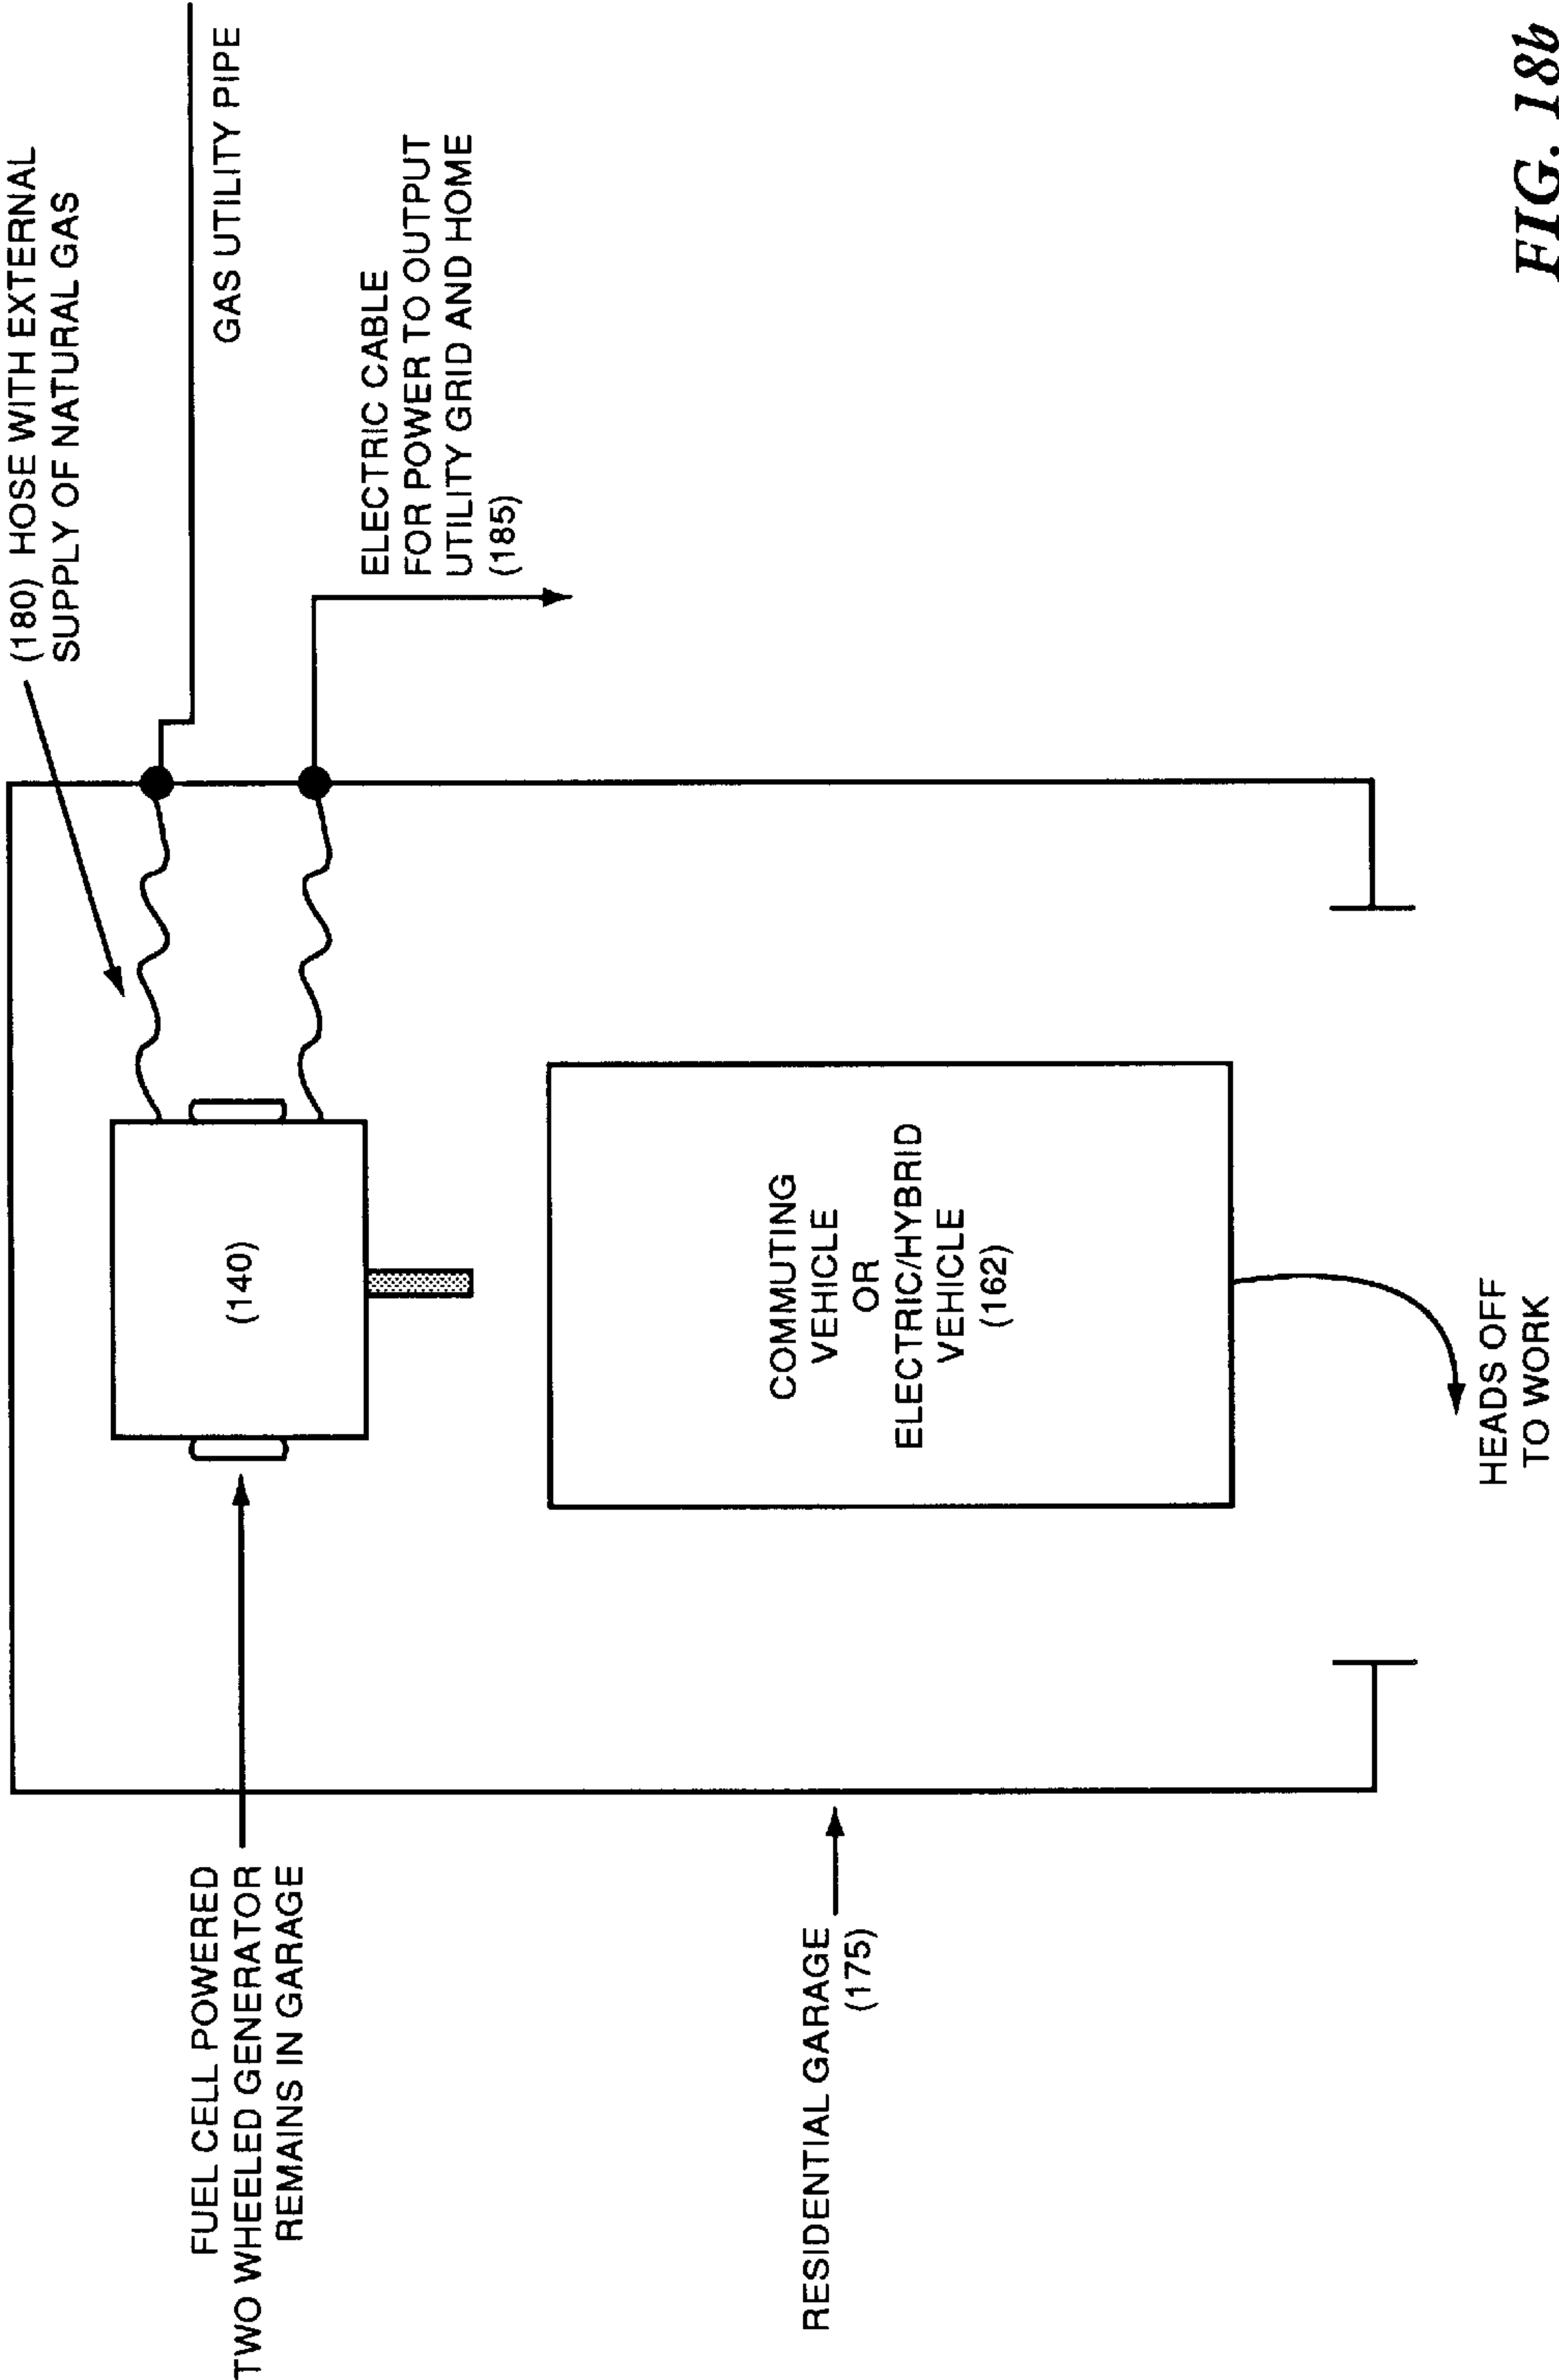 (180) HOSE WITH EXTERNAL
SUPPLY OF NATURAL GAS
GAS UTILITY PIPE
ELECTRIC CABLE
FOR POWER TO OUTPUT
UTILITY GRID AND HOME
(185)
FUEL CELL POWERED
TWO WHEELED GENERATOR
REMAINS IN GARAGE
(140)
COMMUTING
VEHICLE
OR
ELECTRIC/HYBRID
VEHICLE
(162)
RESIDENTIAL GARAGE
(175)
HEADS OFF
TO WORK
FIG. 18b